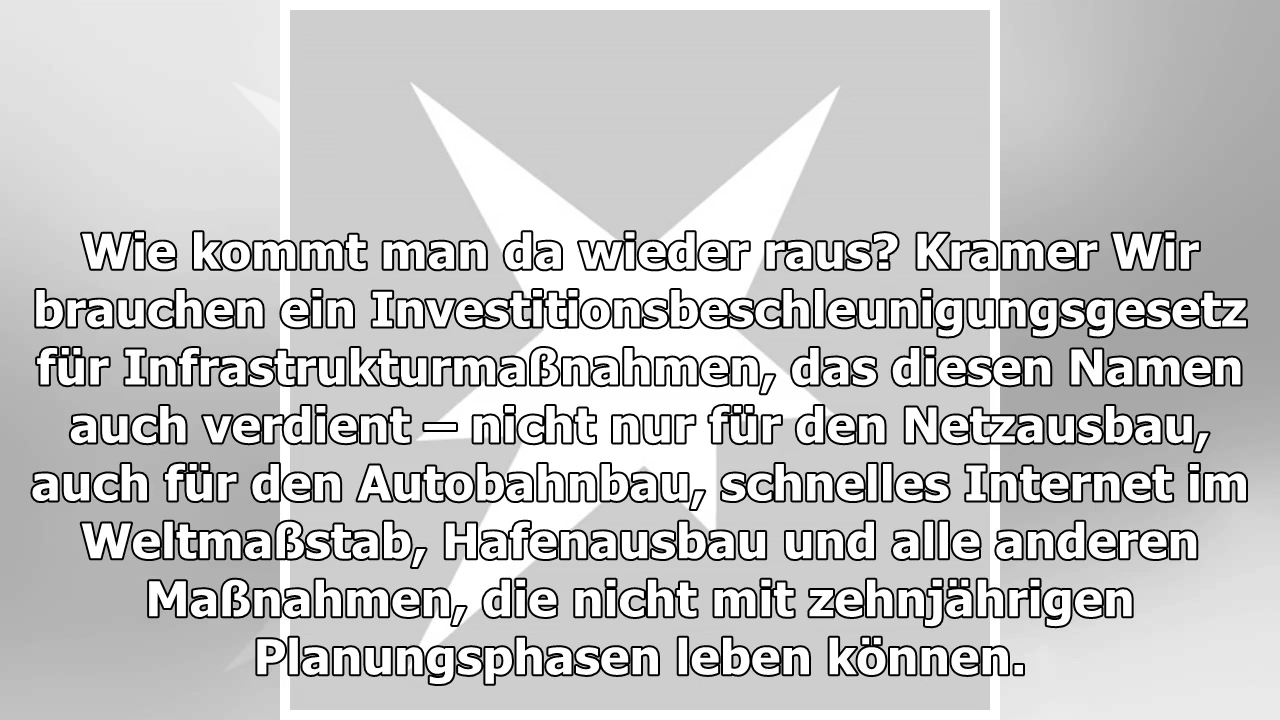 Wie kommt man da wieder raus? Kramer Wir
brauchen ein Investitionsbeschleunigungsgesetz
für Infrastrukturmaßnahmen, das diesen Namen
auch verdient – nicht nur für den Netzausbau,
auch für den Autobahnbau, schnelles Internet im
Weltmaßstab, Hafenausbau und alle anderen
Maßnahmen, die nicht mit zehnjährigen
Planungsphasen leben können.